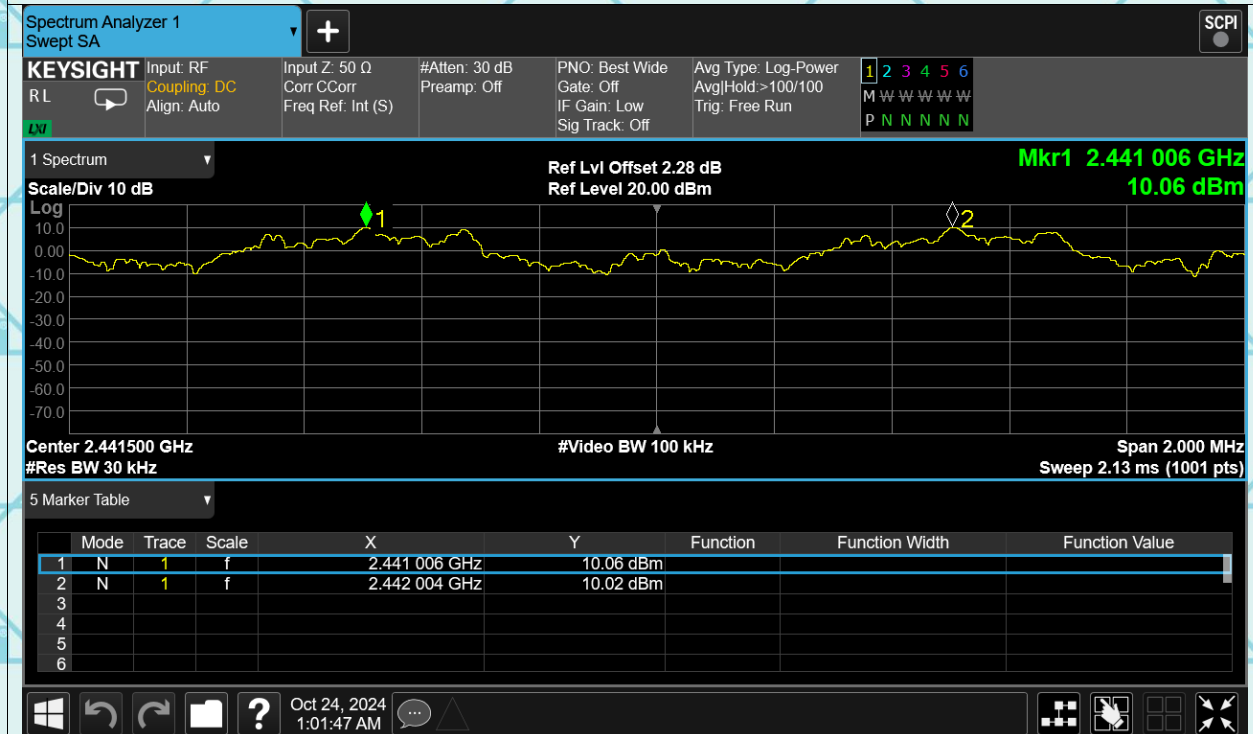 Spectrum Analyzer 1
Swept SA
+
SCPI
KEYSIGHT
R L
LXI
Input: RF
Coupling: DC
Align: Auto
Input Z: 50 Ω
Corr CCorr
Freq Ref: Int (S)
#Atten: 30 dB
Preamp: Off
PNO: Best Wide
Gate: Off
IF Gain: Low
Sig Track: Off
Avg Type: Log-Power
Avg|Hold:>100/100
Trig: Free Run
1 2 3 4 5 6
M W W W W W
P N N N N N
1 Spectrum
Scale/Div 10 dB
Ref Lvl Offset 2.28 dB
Ref Level 20.00 dBm
Mkr1 2.441 006 GHz
10.06 dBm
Log
1
2
10.0
0.00
-10.0
-20.0
-30.0
-40.0
-50.0
-60.0
-70.0
Center 2.441500 GHz
#Video BW 100 kHz
Span 2.000 MHz
#Res BW 30 kHz
Sweep 2.13 ms (1001 pts)
5 Marker Table
Mode Trace Scale X Y Function Function Width Function Value
1 N 1 f 2.441 006 GHz 10.06 dBm
2 N 1 f 2.442 004 GHz 10.02 dBm
3
4
5
6
?
Oct 24, 2024
1:01:47 AM